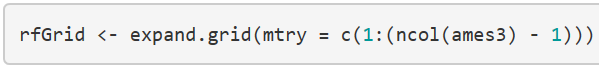 rfGrid <- expand.grid(mtry = c(1:(ncol(ames3) - 1)))